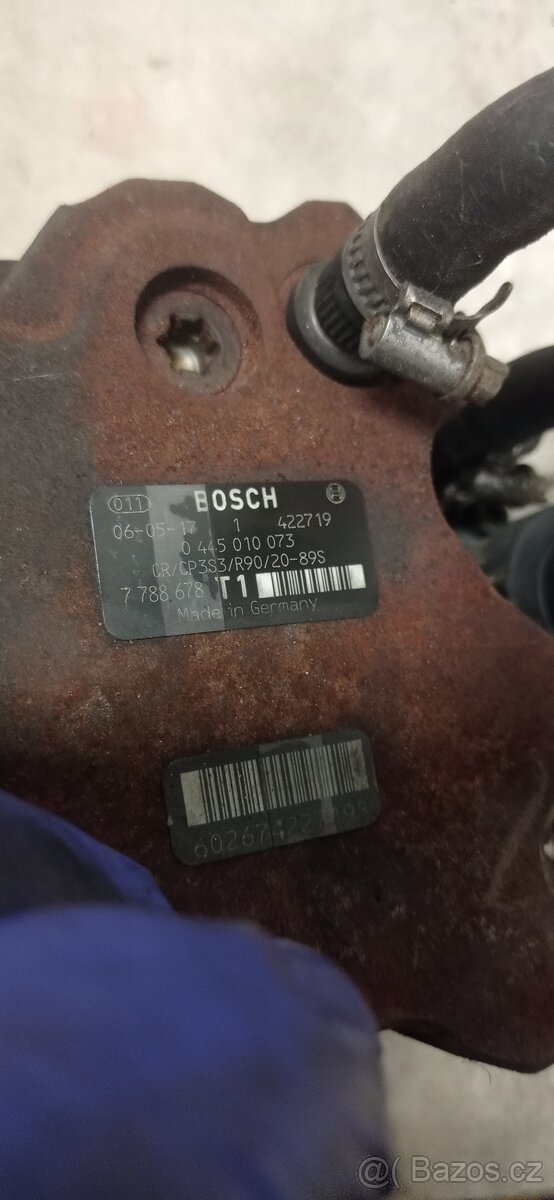 011 BOSCH
06-05-17 1 422719
0 445 010 073
CR/CP3S3/R90/20-89S
7 788 678 T1
Made in Germany
@( Bazos.cz